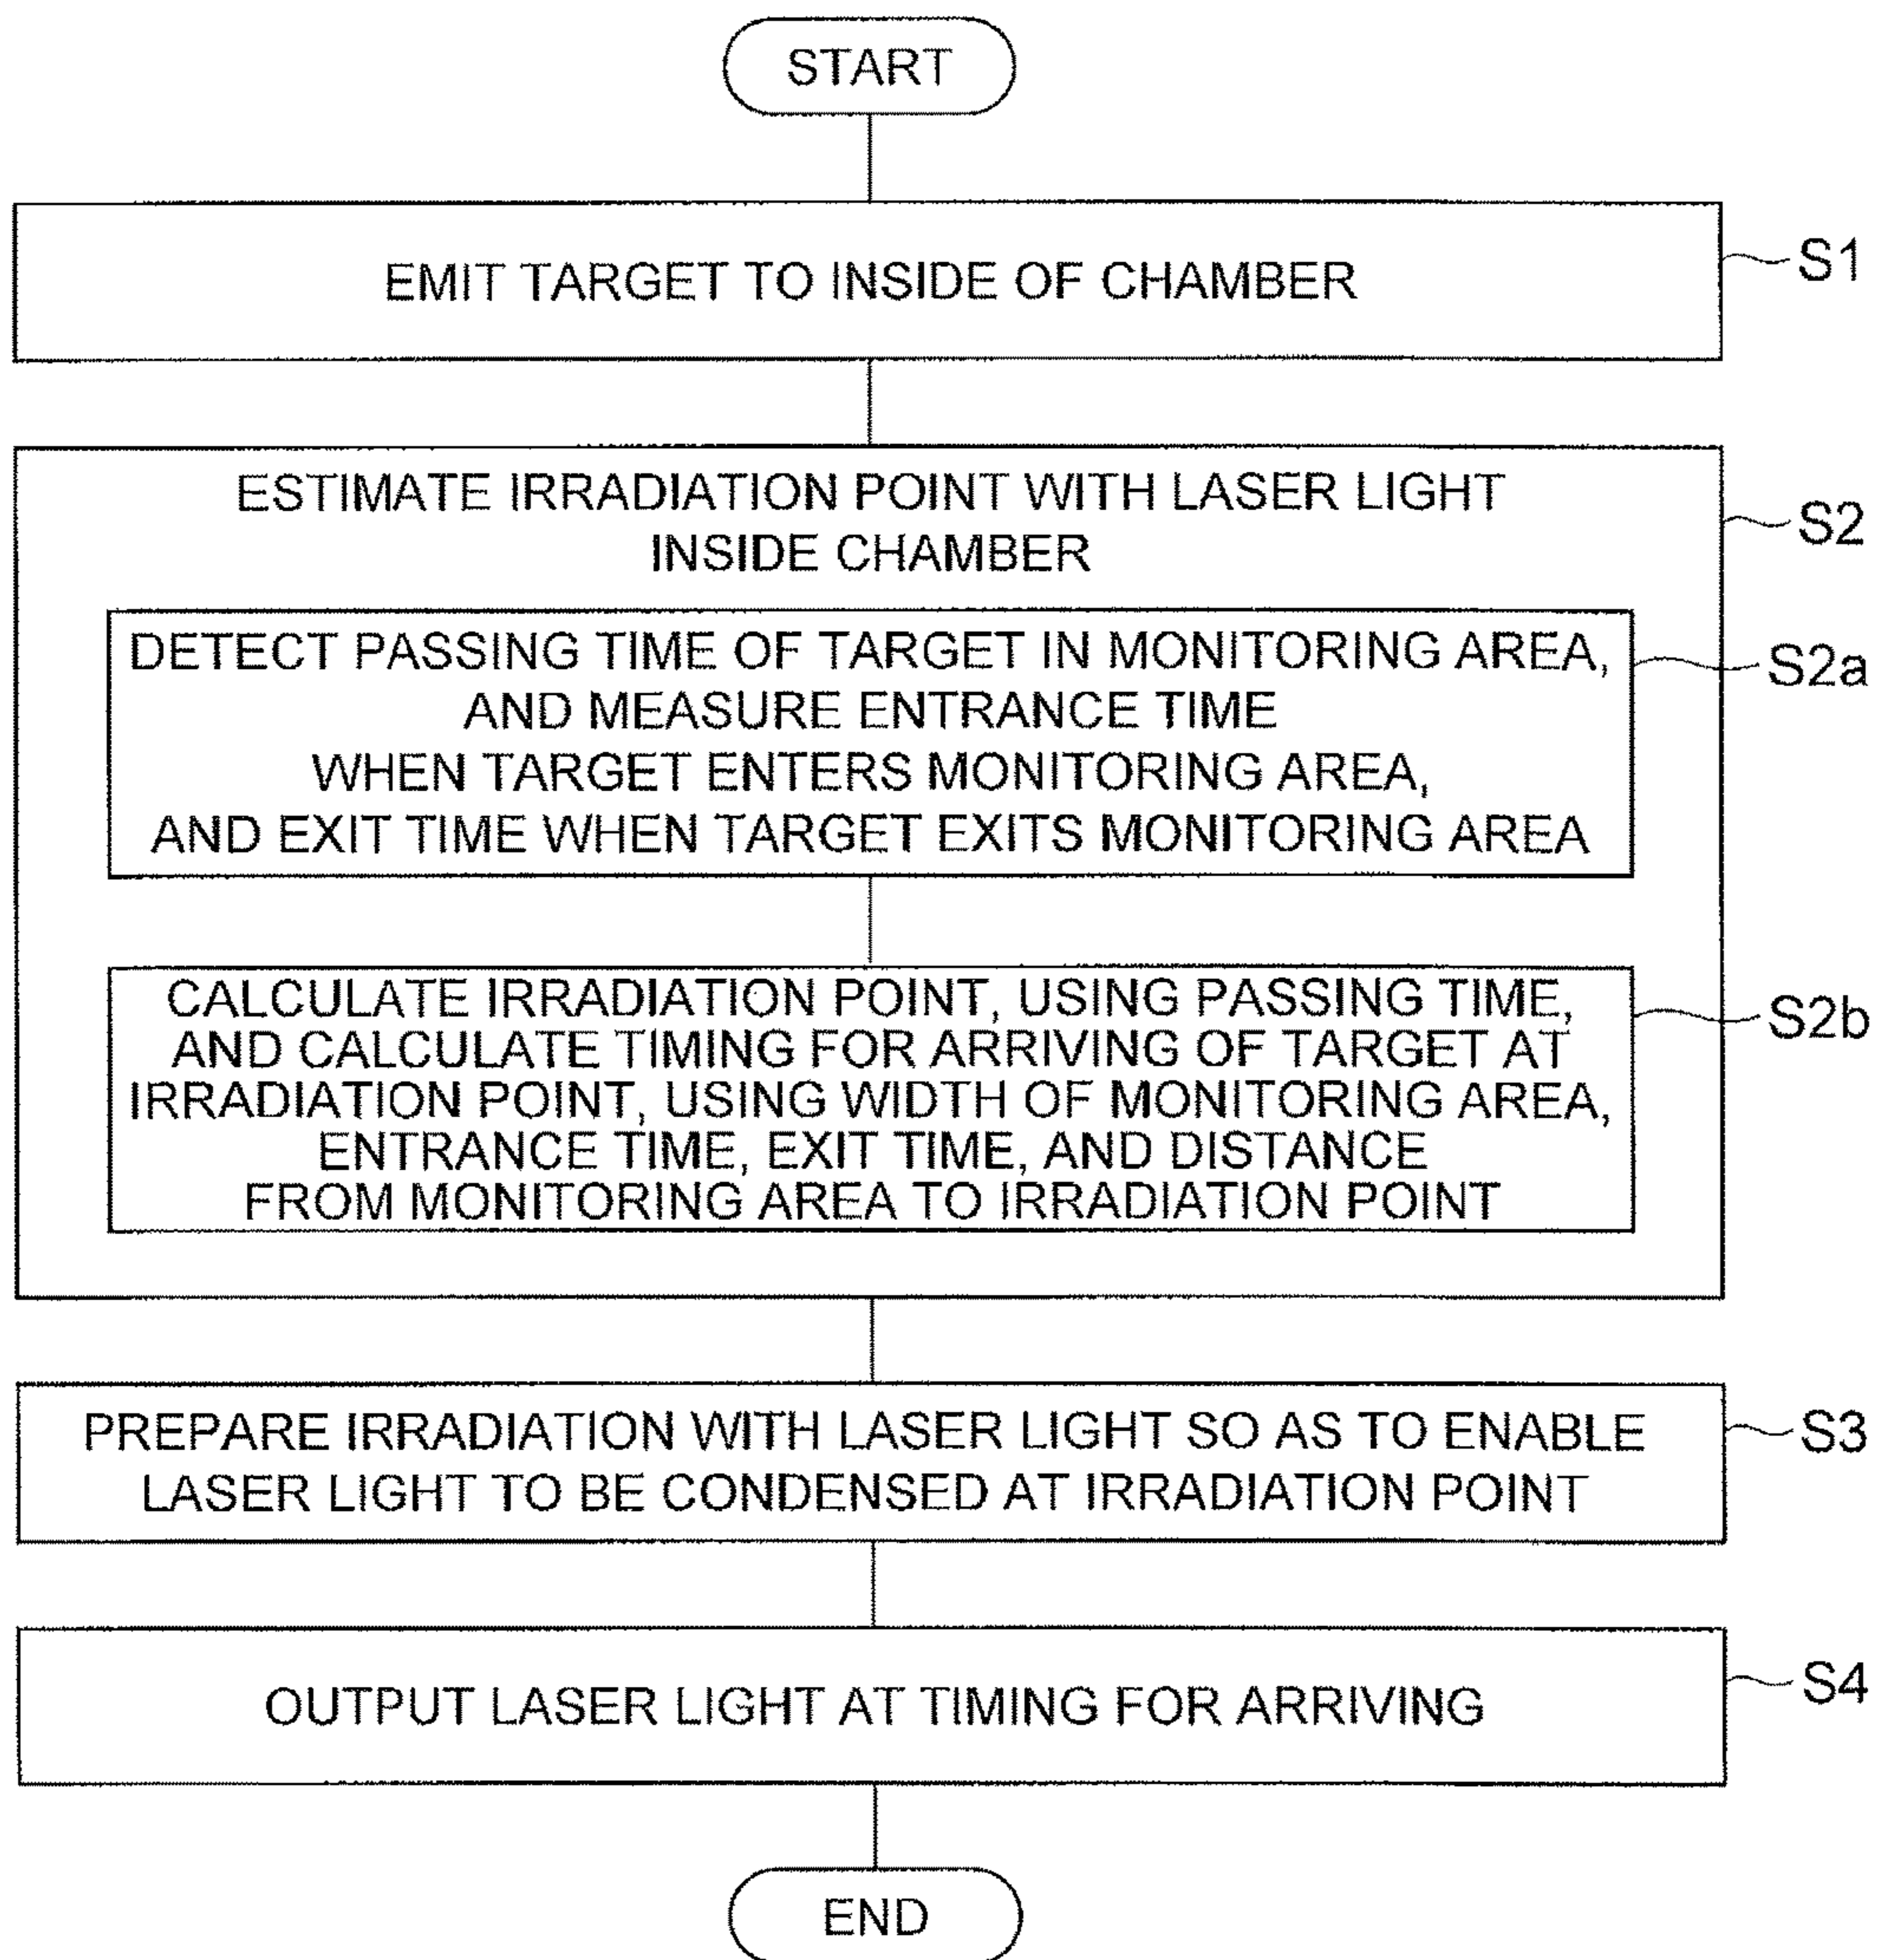 START
EMIT TARGET TO INSIDE OF CHAMBER
S1
ESTIMATE IRRADIATION POINT WITH LASER LIGHT
INSIDE CHAMBER
S2
DETECT PASSING TIME OF TARGET IN MONITORING AREA,
AND MEASURE ENTRANCE TIME
WHEN TARGET ENTERS MONITORING AREA,
AND EXIT TIME WHEN TARGET EXITS MONITORING AREA
S2a
CALCULATE IRRADIATION POINT, USING PASSING TIME,
AND CALCULATE TIMING FOR ARRIVING OF TARGET AT
IRRADIATION POINT, USING WIDTH OF MONITORING AREA,
ENTRANCE TIME, EXIT TIME, AND DISTANCE
FROM MONITORING AREA TO IRRADIATION POINT
S2b
PREPARE IRRADIATION WITH LASER LIGHT SO AS TO ENABLE
LASER LIGHT TO BE CONDENSED AT IRRADIATION POINT
S3
OUTPUT LASER LIGHT AT TIMING FOR ARRIVING
S4
END